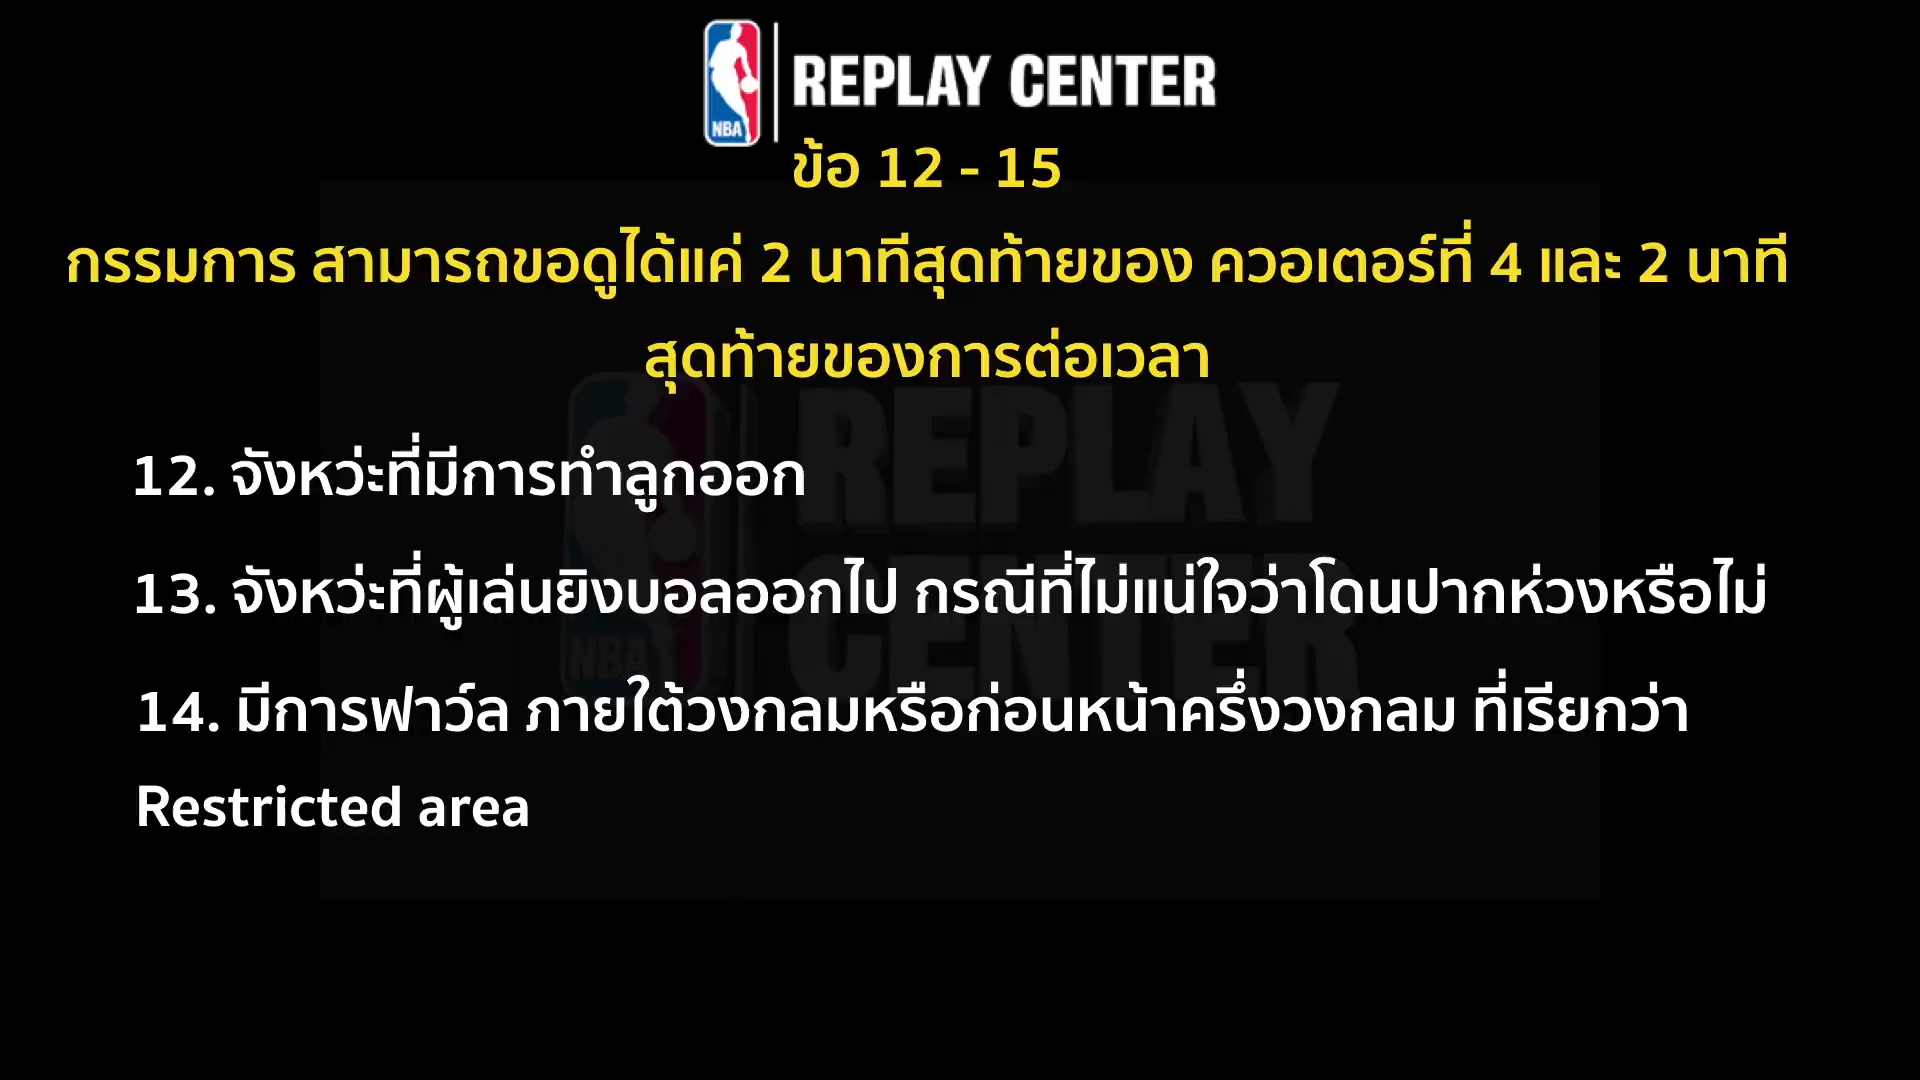 NBA REPLAY CENTER
ข้อ 12 - 15
กรรมการ สามารถขอดูได้แค่ 2 นาทีสุดท้ายของ ควอเตอร์ที่ 4 และ 2 นาที
สุดท้ายของการต่อเวลา
12. จังหว่ะที่มีการทำลูกออก
13. จังหว่ะที่ผู้เล่นยิงบอลออกไป กรณีที่ไม่แน่ใจว่าโดนปากห่วงหรือไม่
14. มีการฟาว์ล ภายใต้วงกลมหรือก่อนหน้าครึ่งวงกลม ที่เรียกว่า
Restricted area
NBA REPLAY
CENTER